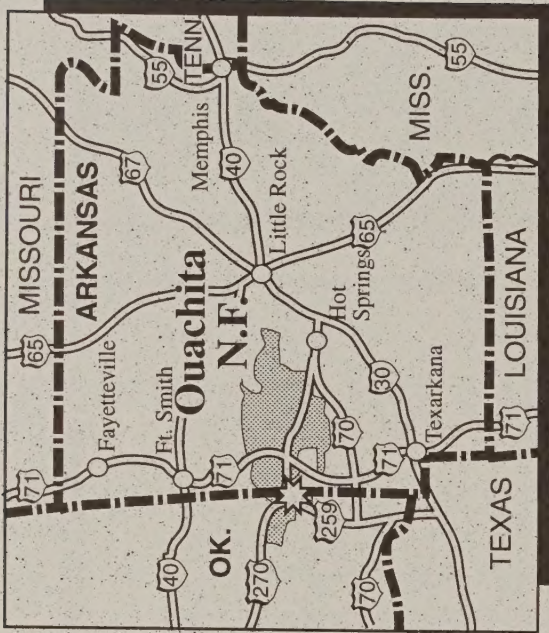 MISSOURI
ARKANSAS
TENN.
MISS.
LOUISIANA
TEXAS
OK.
65
67
55
55
40
Memphis
Little Rock
Ouachita
N.F.
Hot
Springs
Fayetteville
Ft. Smith
Texarkana
71
71
71
71
40
270
259
70
70
30
65